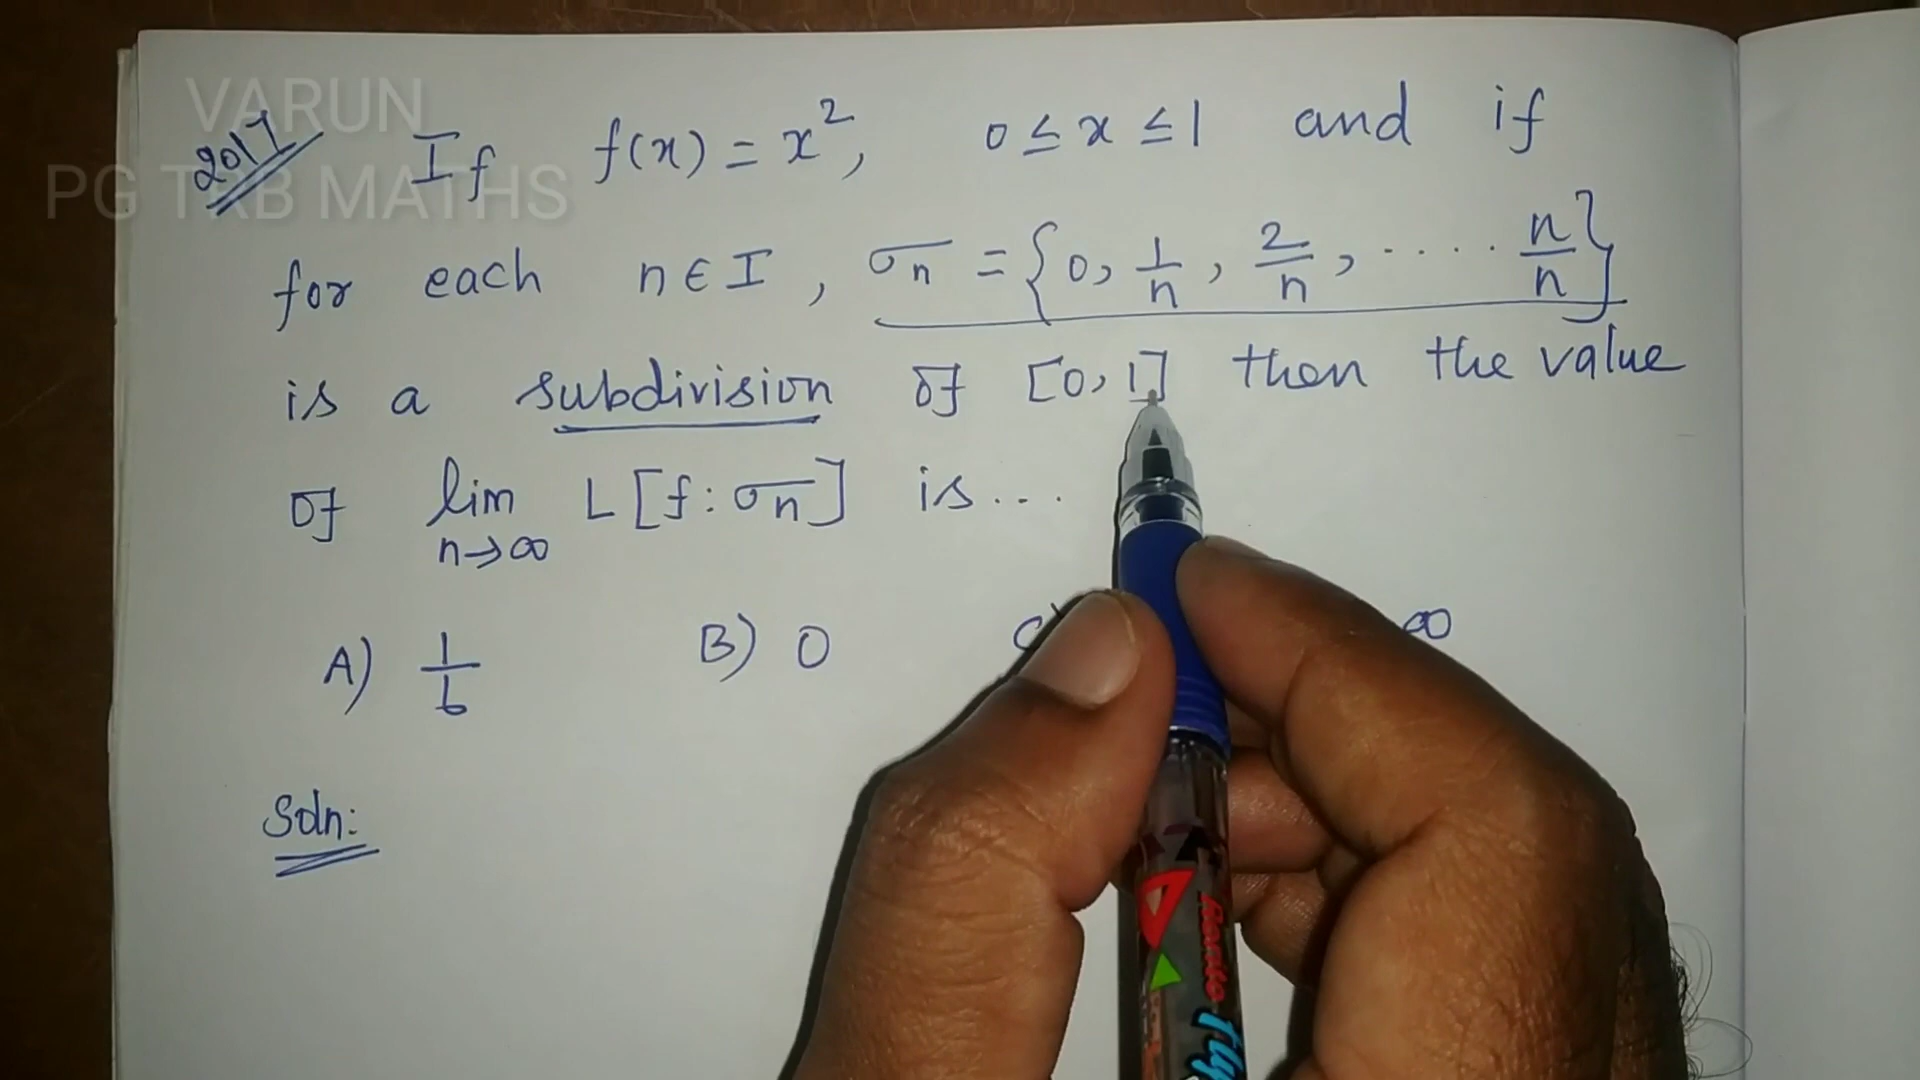 VARUN
PG TRB MATHS
2017
If f(x) = x², 0 ≤ x ≤ 1 and if
for each n ∈ I, σn = {0, 1/n, 2/n, ..... n/n}
is a subdivision of [0, 1] then the value
of lim n→∞ L[f: σn] is...
A) 1/6 B) 0 ∞
Soln: